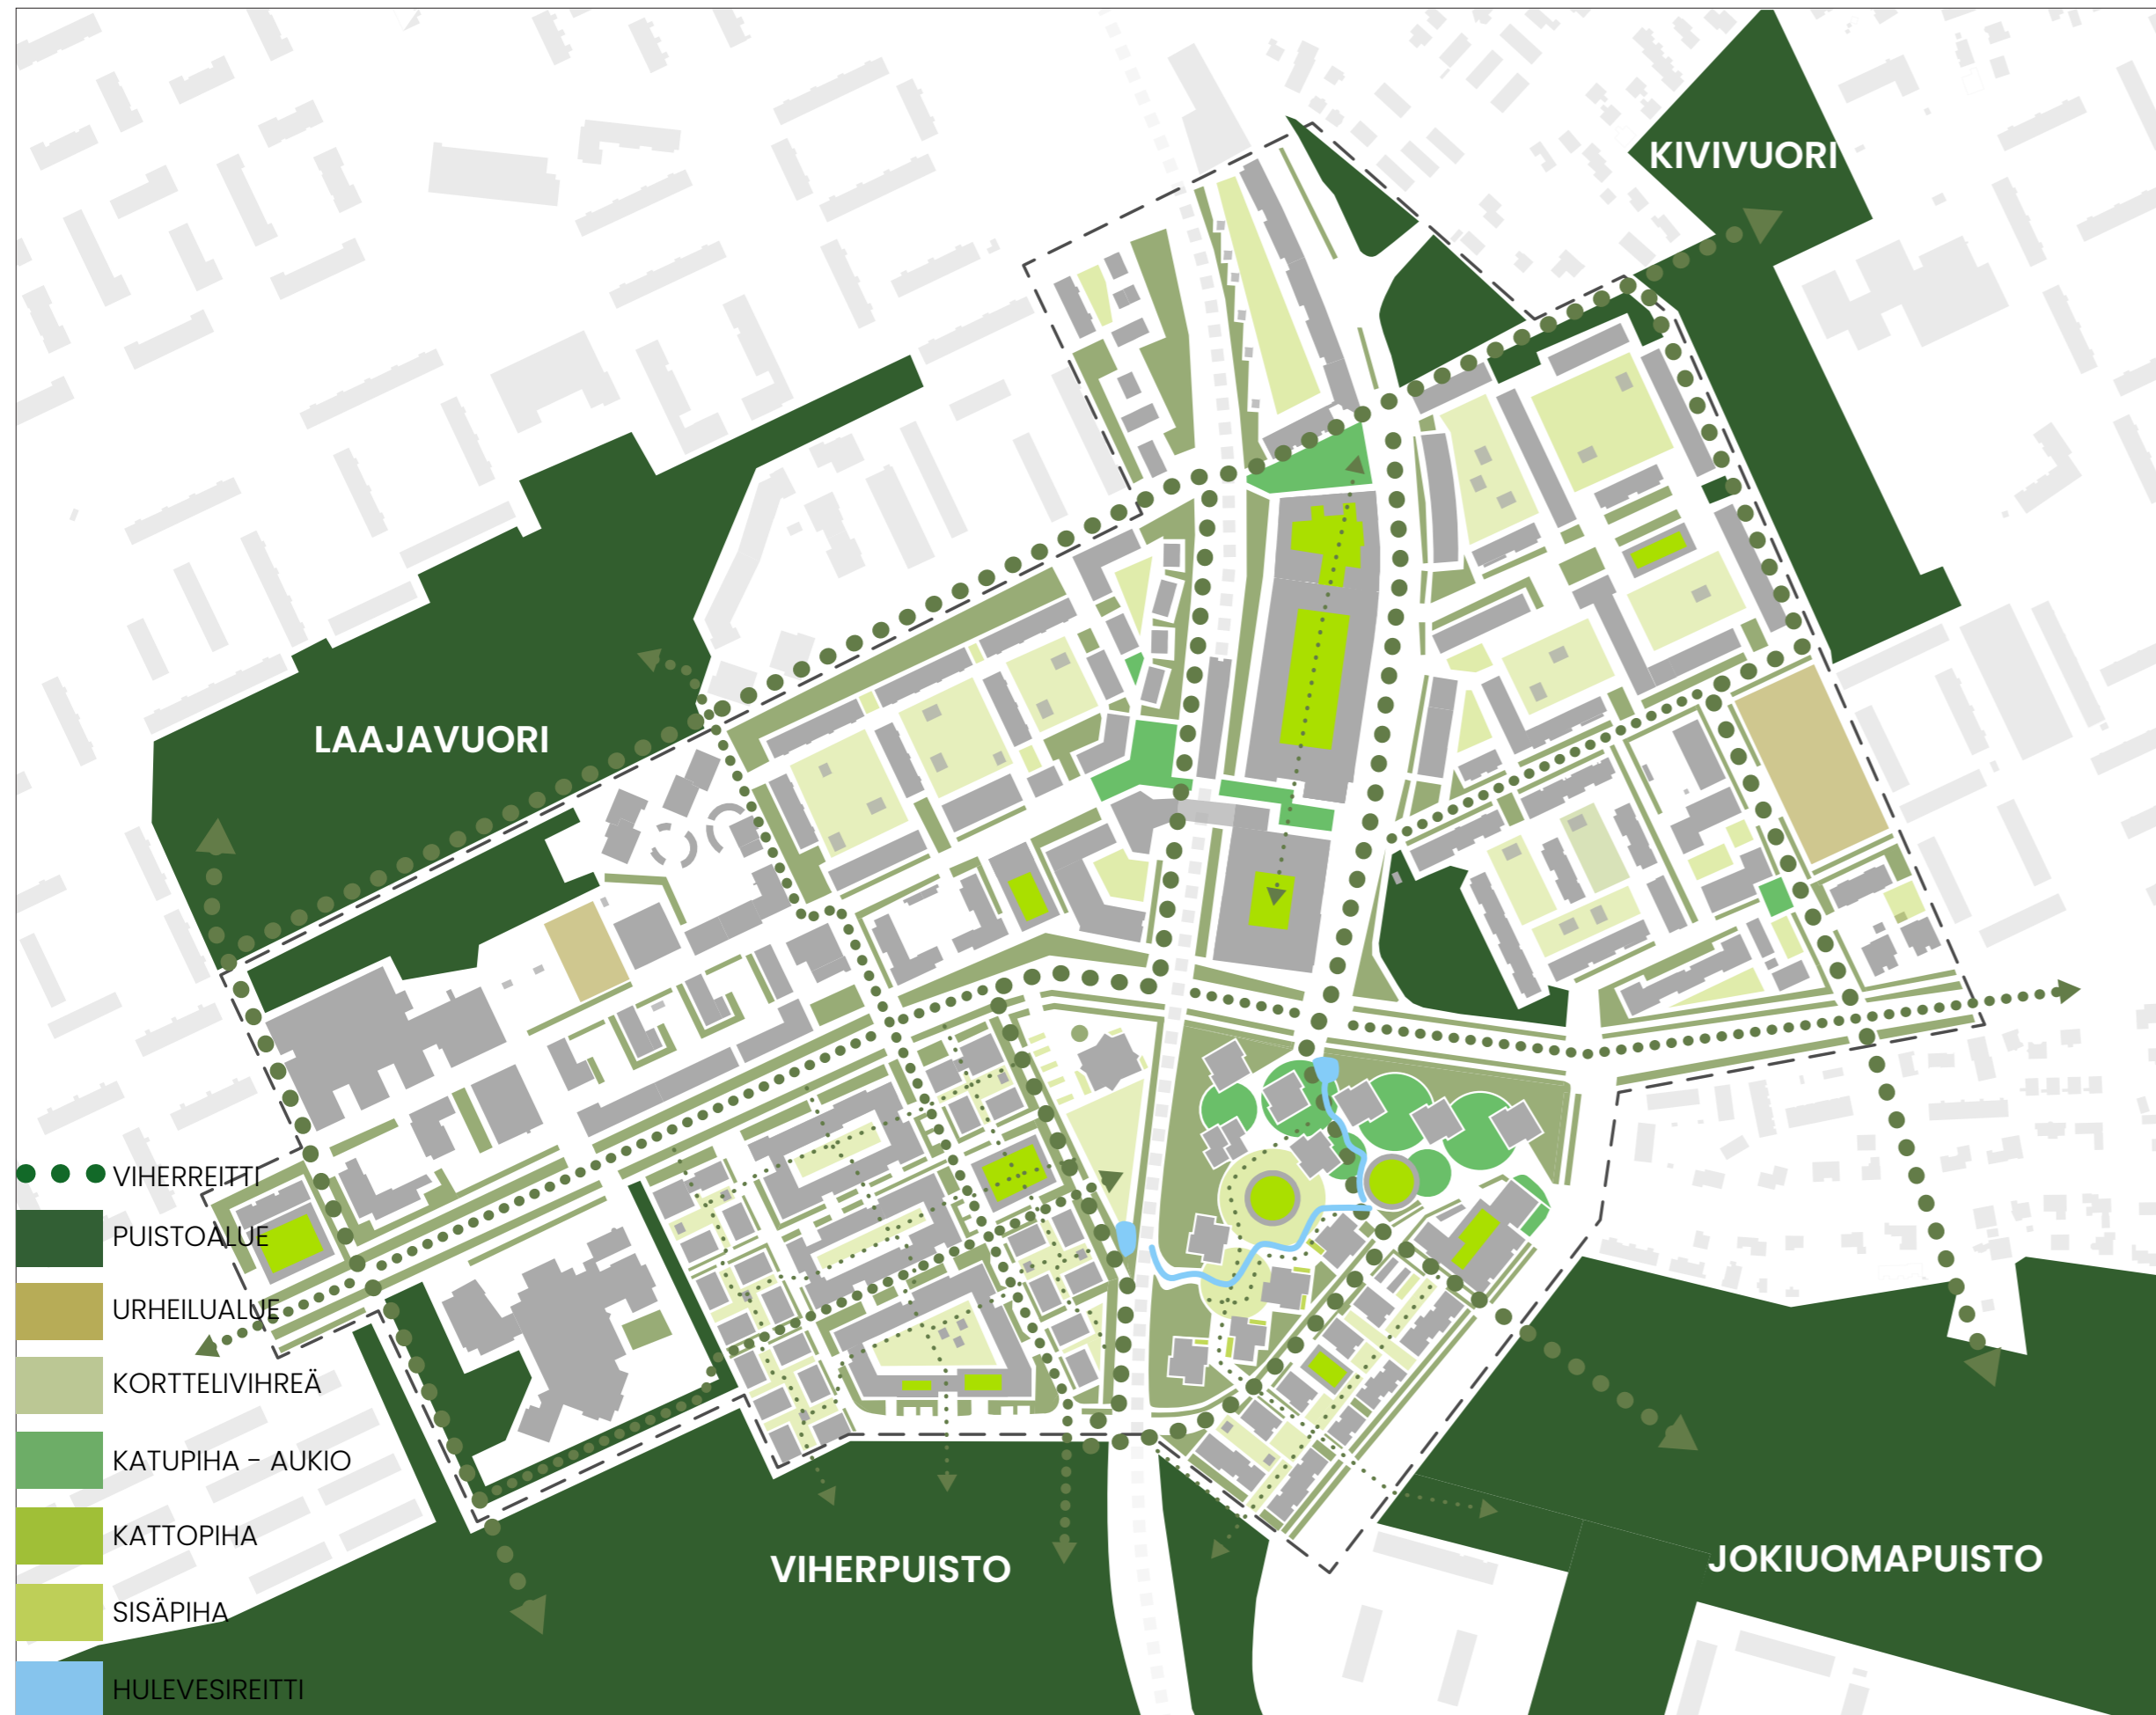 KIVIVUORI
LAAJAVUORI
VIHERREITTI
PUISTOALUE
URHEILUALUE
KORTTELIVIHREÄ
KATUPIHA - AUKIO
KATTOPIHA
SISÄPIHA
HULEVESIREITTI
VIHERPUISTO
JOKIUOMAPUISTO